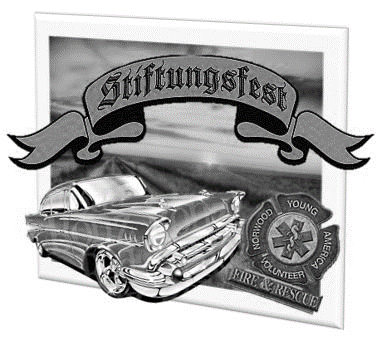 Stiftungsfest
NORWOOD YOUNG AMERICA
VOLUNTEER
FIRE & RESCUE